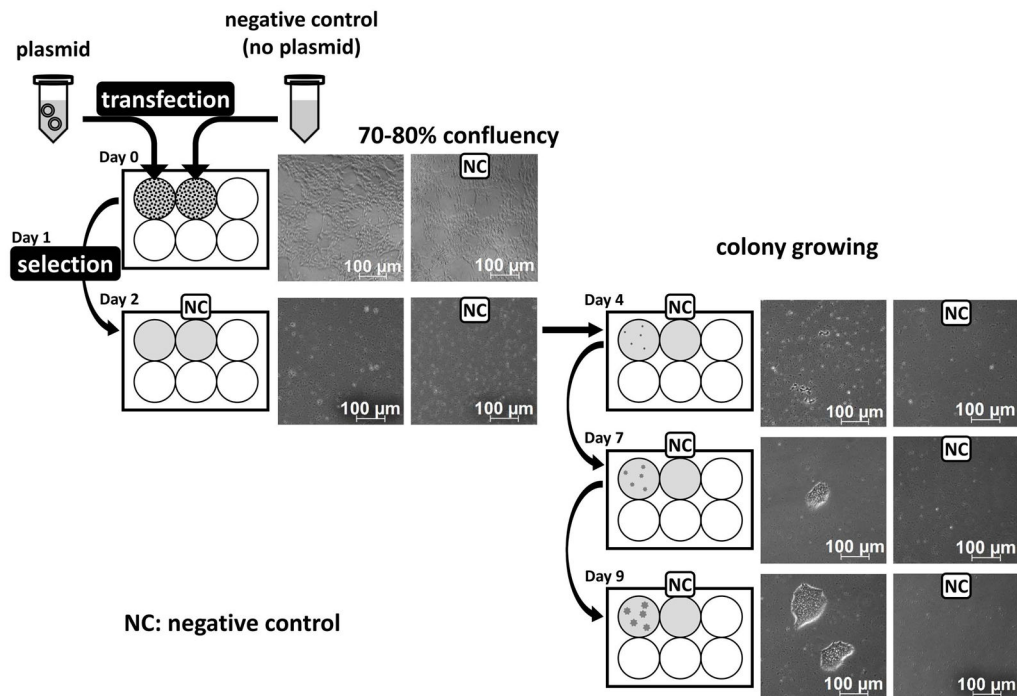 plasmid
negative control
(no plasmid)
transfection
70-80% confluency
Day 0
NC
100 µm
100 µm
Day 1
selection
Day 2
NC
NC
100 µm
100 µm
colony growing
Day 4
NC
NC
100 µm
100 µm
Day 7
NC
NC
100 µm
100 µm
Day 9
NC
NC
100 µm
100 µm
NC: negative control